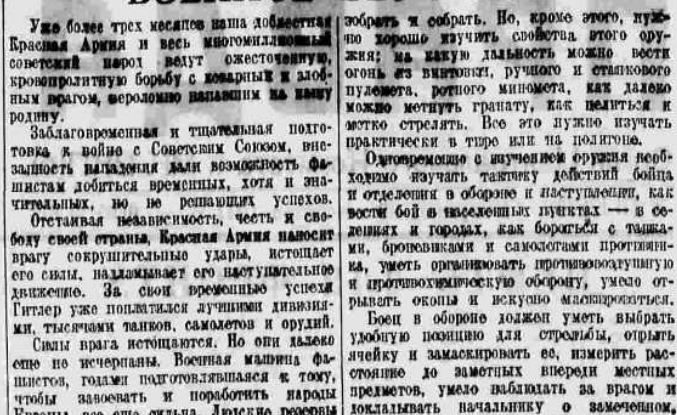 Уже более трех месяцев наша доблестная
Красная Армия и весь многомиллионный
советский народ ведут ожесточенную,
кровопролитную борьбу с коварным и злоб-
ным врагом, вероломно напавшим на нашу
родину.
Заблаговременная и тщательная подго-
товка к войне с Советским Союзом, вне-
запность нападения дали возможность фа-
шистам добиться временных, хотя и зна-
чительных, но не решающих успехов.
Отстаивая независимость, честь и сво-
боду своей страны, Красная Армия наносит
врагу сокрушительные удары, истощает
его силы, надламывает его наступательное
движение. За свои временные успехи
Гитлер уже поплатился лучшими дивизия-
ми, тысячами танков, самолетов и орудий.
Силы врага истощаются. Но они далеко
еще не исчерпаны. Военная машина фа-
шистов, годами подготовлявшаяся к тому,
чтобы завоевать и поработить народы
Европы, все еще сильна. Людские резервы
зобрать и собрать. Но, кроме этого, нуж-
но хорошо изучить свойства этого ору-
жия: на какую дальность можно вести
огонь из винтовки, ручного и станкового
пулемета, ротного миномета, как далеко
можно метнуть гранату, как целиться и
метко стрелять. Все это нужно изучать
практически в тире или на полигоне.
Одновременно с изучением оружия необ-
ходимо изучать тактику действий бойца
и отделения в обороне и наступлении, как
вести бой в населенных пунктах — в се-
лениях и городах, как бороться с танка-
ми, броневиками и самолетами противни-
ка, уметь организовать противовоздушную
и противохимическую оборону, умело от-
рывать окопы и искусно маскироваться.
Боец в обороне должен уметь выбрать
удобную позицию для стрельбы, отрыть
ячейку и замаскировать ее, измерить рас-
стояние до заметных впереди местных
предметов, умело наблюдать за врагом и
докладывать начальнику о замеченном,